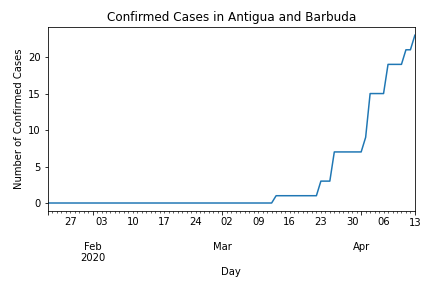 Confirmed Cases in Antigua and Barbuda
Number of Confirmed Cases
20
15
10
5
0
27 03 10 17 24 02 09 16 23 30 06 13
Feb Mar Apr
2020
Day